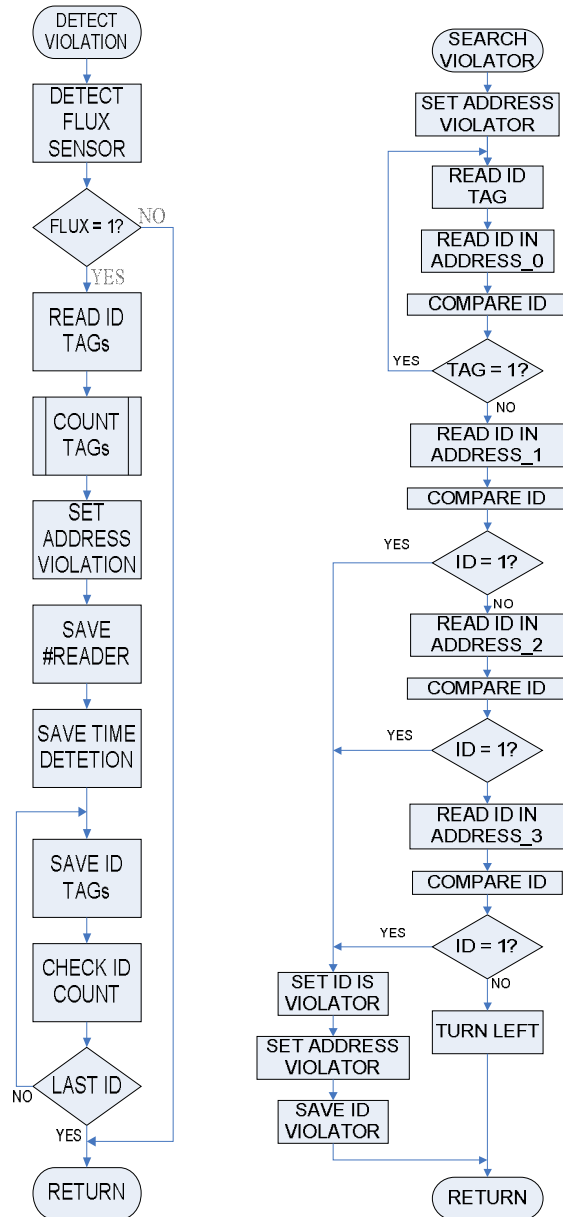 DETECT
VIOLATION
DETECT
FLUX
SENSOR
FLUX = 1?
NO
YES
READ ID
TAGs
COUNT
TAGs
SET
ADDRESS
VIOLATION
SAVE
#READER
SAVE TIME
DETETION
SAVE ID
TAGs
CHECK ID
COUNT
LAST ID
NO
YES
RETURN
SEARCH
VIOLATOR
SET ADDRESS
VIOLATOR
READ ID
TAG
READ ID IN
ADDRESS_0
COMPARE ID
YES
TAG = 1?
NO
READ ID IN
ADDRESS_1
COMPARE ID
YES
ID = 1?
NO
READ ID IN
ADDRESS_2
COMPARE ID
YES
ID = 1?
READ ID IN
ADDRESS_3
COMPARE ID
YES
ID = 1?
NO
SET ID IS
VIOLATOR
TURN LEFT
SET ADDRESS
VIOLATOR
SAVE ID
VIOLATOR
RETURN